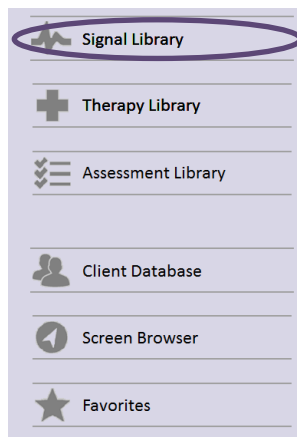 Signal Library
Therapy Library
Assessment Library
Client Database
Screen Browser
Favorites